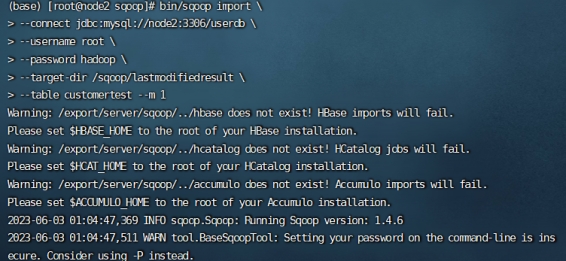 (base) [root@node2 sqoop]# bin/sqoop import \
> --connect jdbc:mysql://node2:3306/userdb \
> --username root \
> --password hadoop \
> --target-dir /sqoop/lastmodifiedresult \
> --table customertest --m 1
Warning: /export/server/sqoop/../hbase does not exist! HBase imports will fail.
Please set $HBASE_HOME to the root of your HBase installation.
Warning: /export/server/sqoop/../hcatalog does not exist! HCatalog jobs will fail.
Please set $HCAT_HOME to the root of your HCatalog installation.
Warning: /export/server/sqoop/../accumulo does not exist! Accumulo imports will fail.
Please set $ACCUMULO_HOME to the root of your Accumulo installation.
2023-06-03 01:04:47,369 INFO sqoop.Sqoop: Running Sqoop version: 1.4.6
2023-06-03 01:04:47,511 WARN tool.BaseSqoopTool: Setting your password on the command-line is ins
ecure. Consider using -P instead.